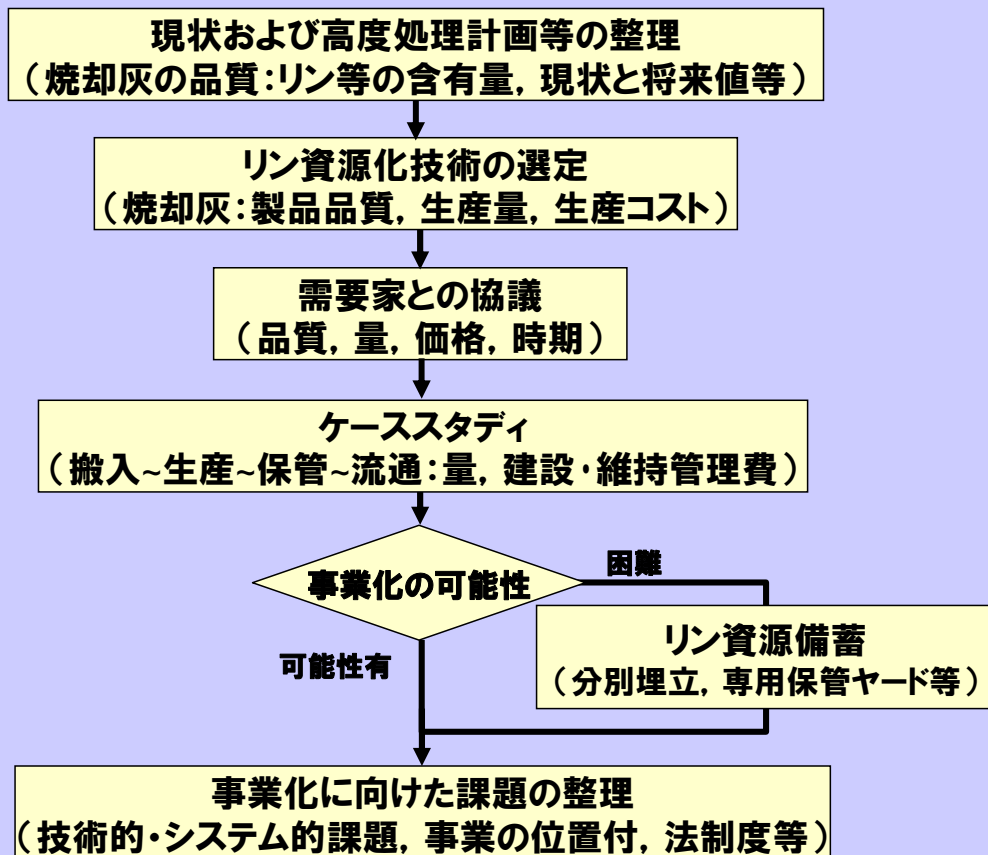 現状および高度処理計画等の整理
（焼却灰の品質：リン等の含有量，現状と将来値等）
リン資源化技術の選定
（焼却灰：製品品質，生産量，生産コスト）
需要家との協議
（品質，量，価格，時期）
ケーススタディ
（搬入~生産~保管~流通：量，建設・維持管理費）
事業化の可能性
困難
リン資源備蓄
（分別埋立，専用保管ヤード等）
可能性有
事業化に向けた課題の整理
（技術的・システム的課題，事業の位置付，法制度等）